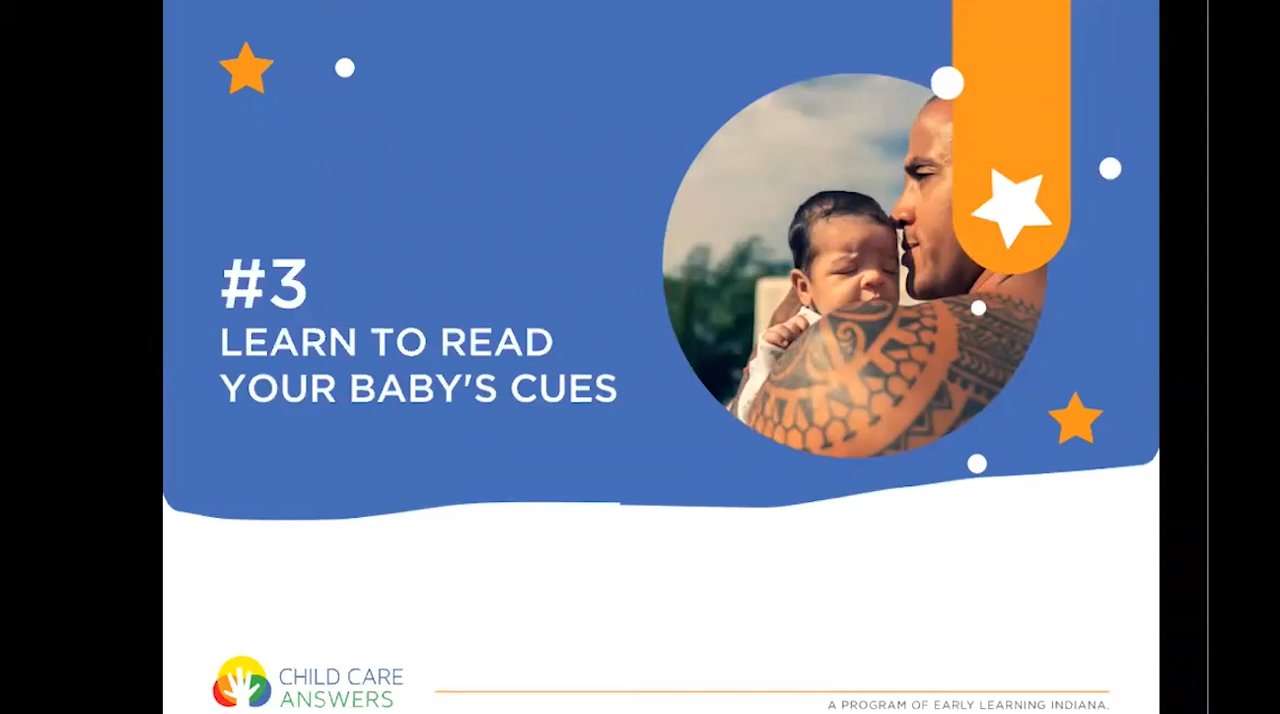 #3
LEARN TO READ
YOUR BABY'S CUES
CHILD CARE
ANSWERS
A PROGRAM OF EARLY LEARNING INDIANA.